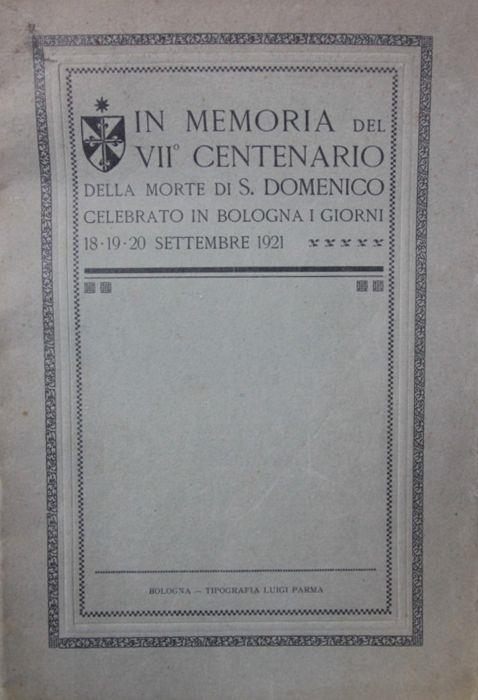 IN MEMORIA DEL
VII° CENTENARIO
DELLA MORTE DI S. DOMENICO
CELEBRATO IN BOLOGNA I GIORNI
18-19-20 SETTEMBRE 1921
BOLOGNA — TIPOGRAFIA LUIGI PARMA